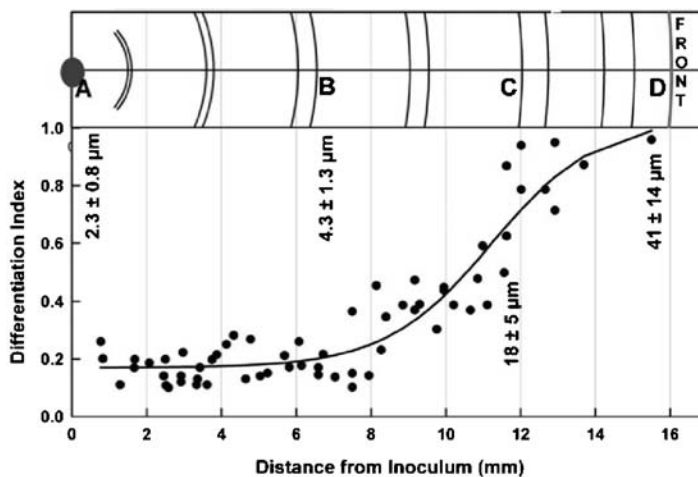 FRONT
A
B
C
D
1.0
0.8
0.6
0.4
0.2
0.0
Differentiation Index
2.3 ± 0.8 µm
4.3 ± 1.3 µm
18 ± 5 µm
41 ± 14 µm
0
2
4
6
8
10
12
14
16
Distance from Inoculum (mm)